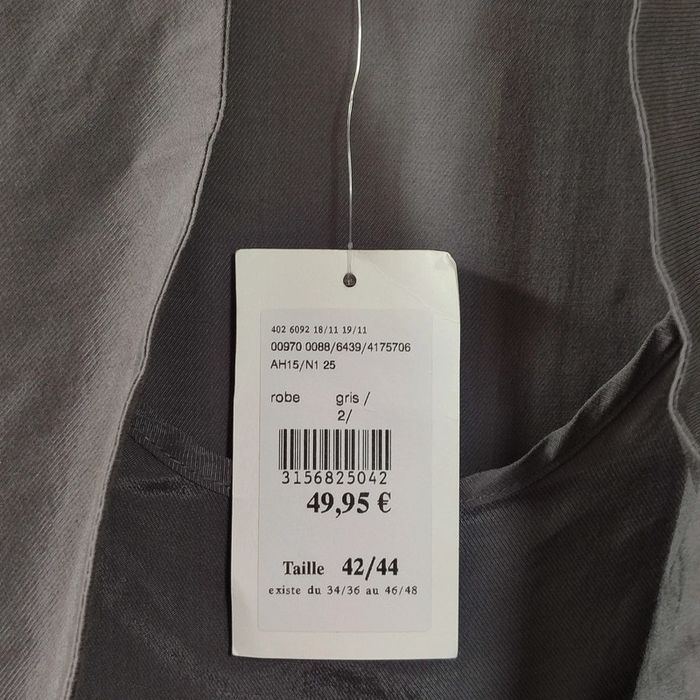 402 6092 18/11 19/11
00970 0088/6439/4175706
AH15/N1 25
robe gris /
2/
3156825042
49,95 €
Taille 42/44
existe du 34/36 au 46/48